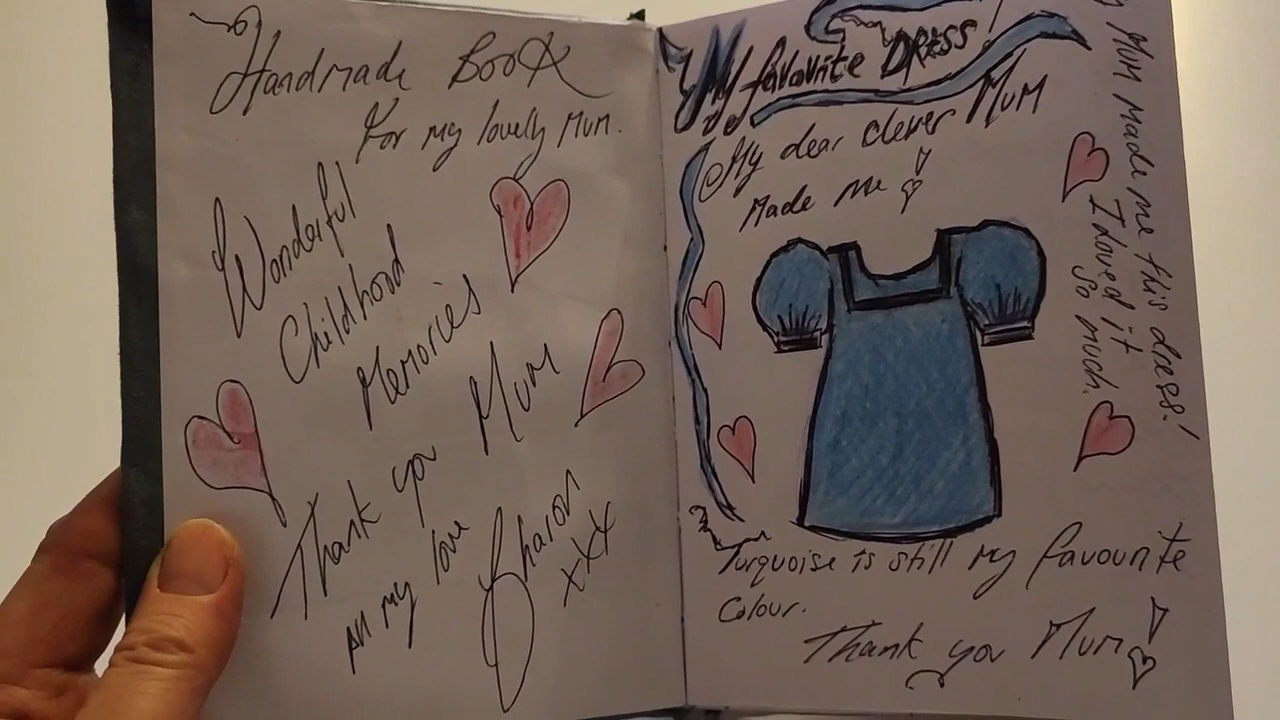 Handmade Book
For my lovely Mum.
Wonderful
Childhood
Memories
Thank you Mum
All my love
Sharon
xxx
My favourite DRESS!
My dear clever Mum
Made me!
My Mum made me this dress!
I loved it
so much.
Turquoise is still my favourite
Colour.
Thank you Mum!